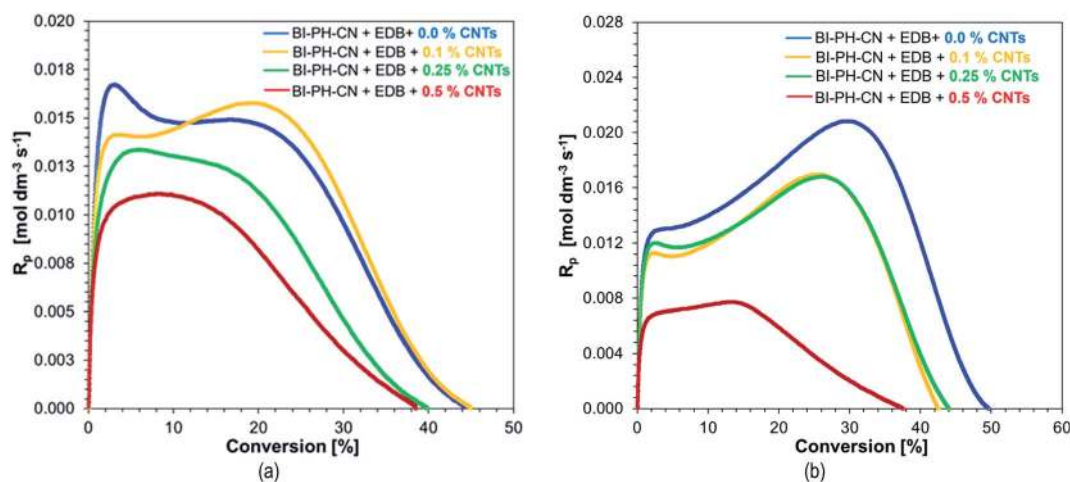 0.020
0.018
0.015
0.013
0.010
0.008
0.005
0.003
0.000
Rp [mol dm-3 s-1]
BI-PH-CN + EDB+ 0.0 % CNTs
BI-PH-CN + EDB + 0.1 % CNTs
BI-PH-CN + EDB + 0.25 % CNTs
BI-PH-CN + EDB + 0.5 % CNTs
0 10 20 30 40 50
Conversion [%]
(a)
0.028
0.024
0.020
0.016
0.012
0.008
0.004
0.000
Rp [mol dm-3 s-1]
BI-PH-CN + EDB+ 0.0 % CNTs
BI-PH-CN + EDB + 0.1 % CNTs
BI-PH-CN + EDB + 0.25 % CNTs
BI-PH-CN + EDB + 0.5 % CNTs
0 10 20 30 40 50 60
Conversion [%]
(b)